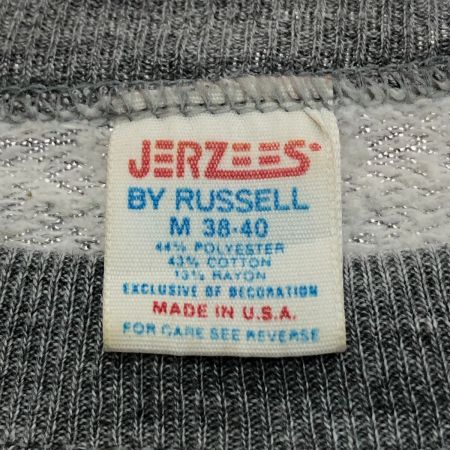 JERZEES
BY RUSSELL
M 38-40
44% POLYESTER
43% COTTON
13% RAYON
EXCLUSIVE OF DECORATION
MADE IN U.S.A.
FOR CARE SEE REVERSE